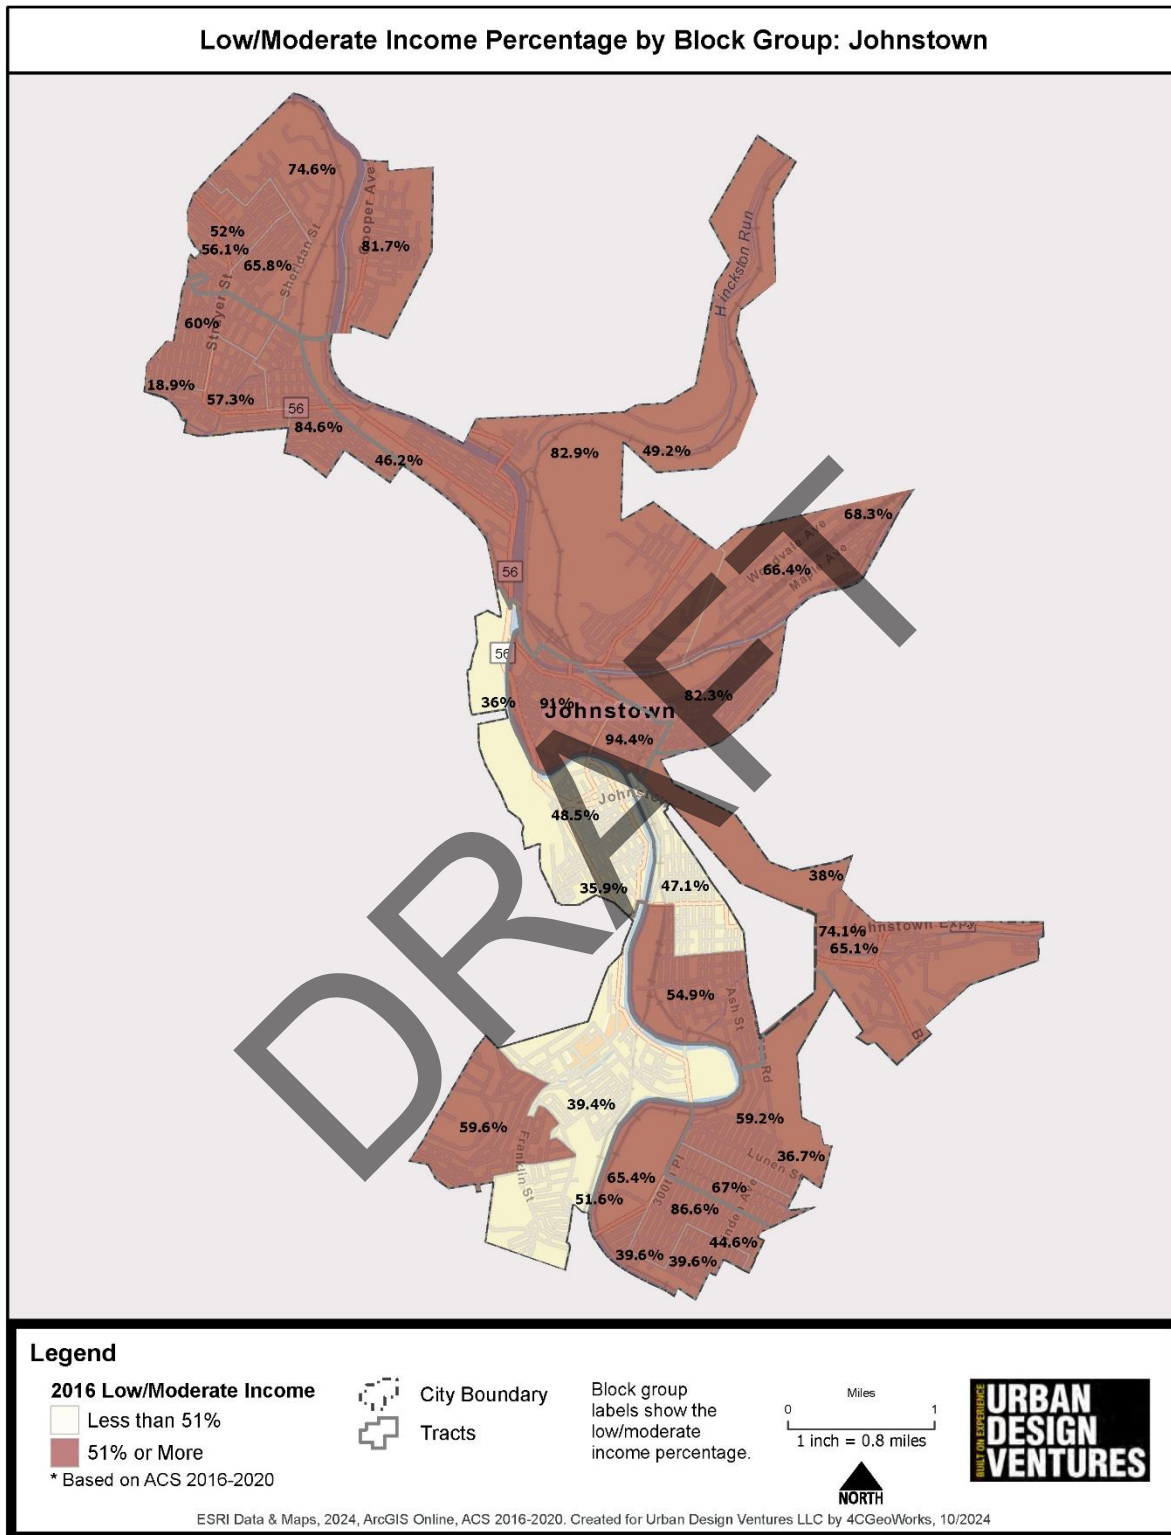 Low/Moderate Income Percentage by Block Group: Johnstown
74.6%
Cooper Ave
H inckston Run
52%
56.1%
81.7%
65.8%
Sheridan St
Strayer St
60%
18.9%
57.3%
56
84.6%
46.2%
82.9%
49.2%
68.3%
Woodvale Ave
66.4%
Maple Ave
56
56
36%
91%
82.3%
Johnstown
94.4%
48.5%
35.9%
47.1%
38%
74.1%
65.1%
54.9%
Ash St
Rd
39.4%
59.6%
59.2%
Franklin St
36.7%
Lunen St
65.4%
67%
51.6%
86.6%
44.6%
39.6%
39.6%
DRAFT
Legend
2016 Low/Moderate Income
Less than 51%
51% or More
* Based on ACS 2016-2020
City Boundary
Tracts
Block group
labels show the
low/moderate
income percentage.
Miles
0 1
1 inch = 0.8 miles
NORTH
BUILT ON EXPERIENCE
URBAN
DESIGN
VENTURES
ESRI Data & Maps, 2024, ArcGIS Online, ACS 2016-2020. Created for Urban Design Ventures LLC by 4CGeoWorks, 10/2024